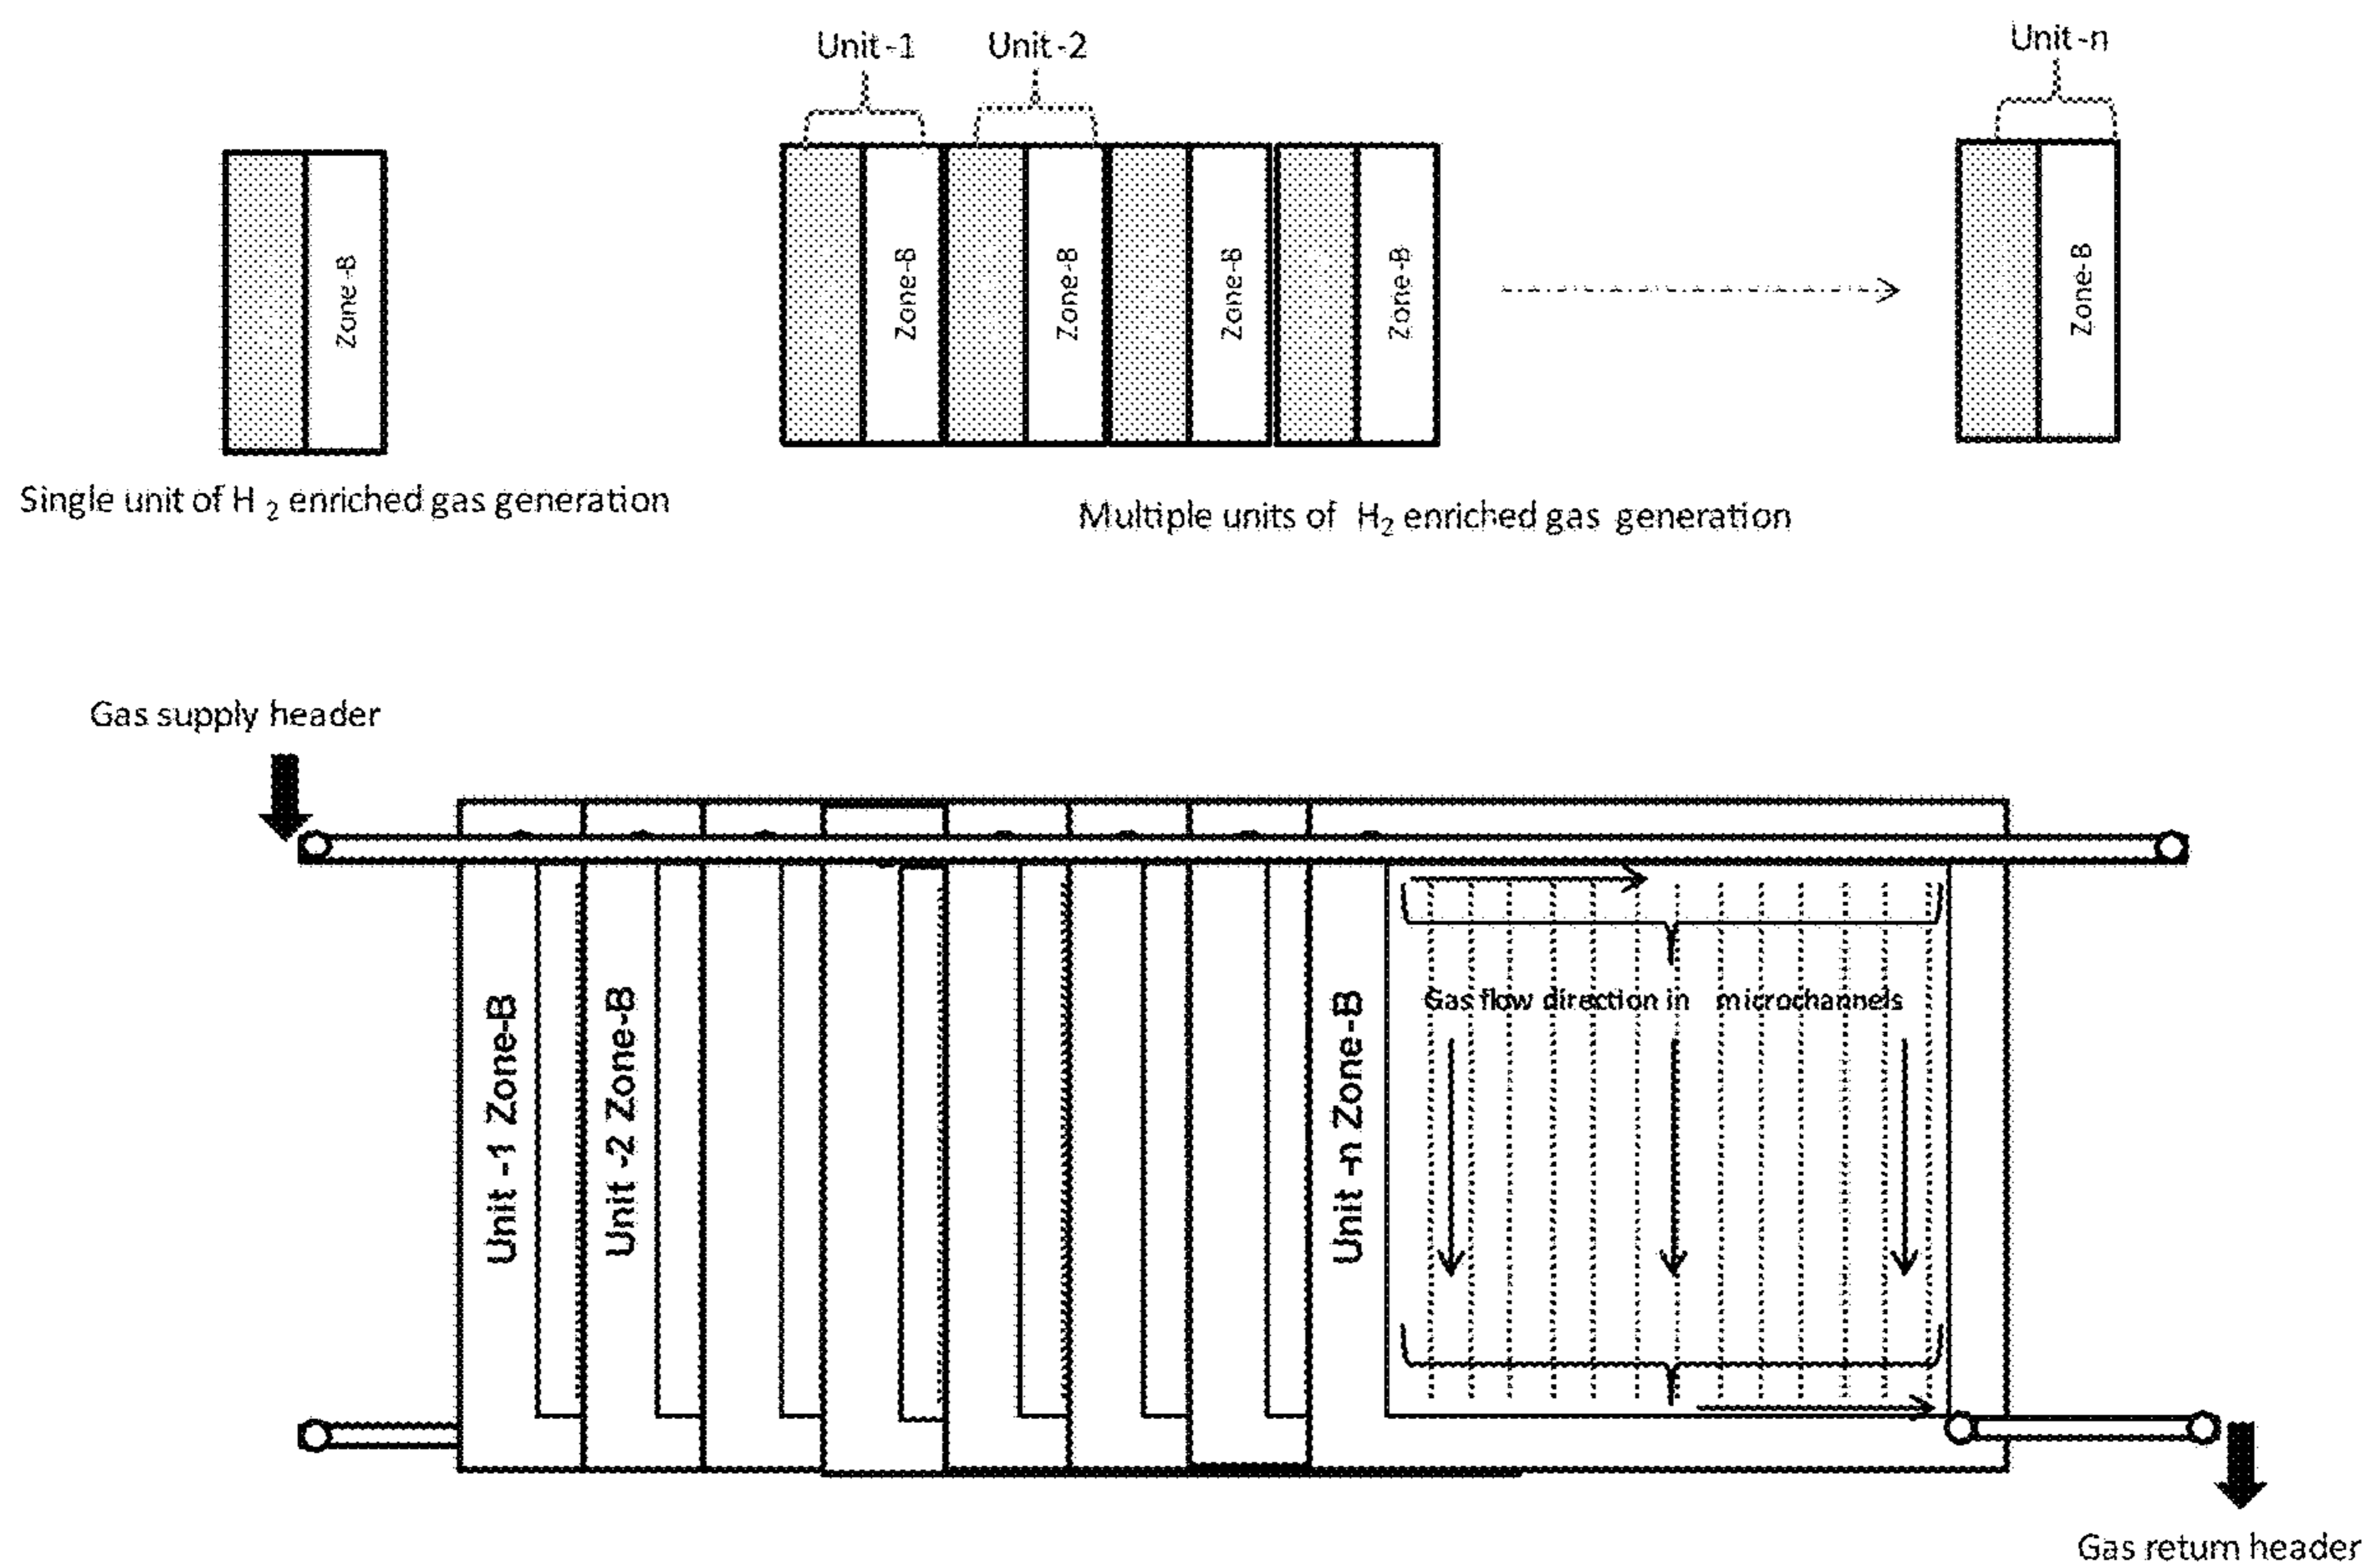 Unit-1
Unit-2
Unit-n
Zone-B
Zone-B
Zone-B
Zone-B
Zone-B
Zone-B
Single unit of H2 enriched gas generation
Multiple units of H2 enriched gas generation
Gas supply header
Unit -1 Zone-B
Unit -2 Zone-B
Unit -n Zone-B
Gas flow direction in microchannels
Gas return header